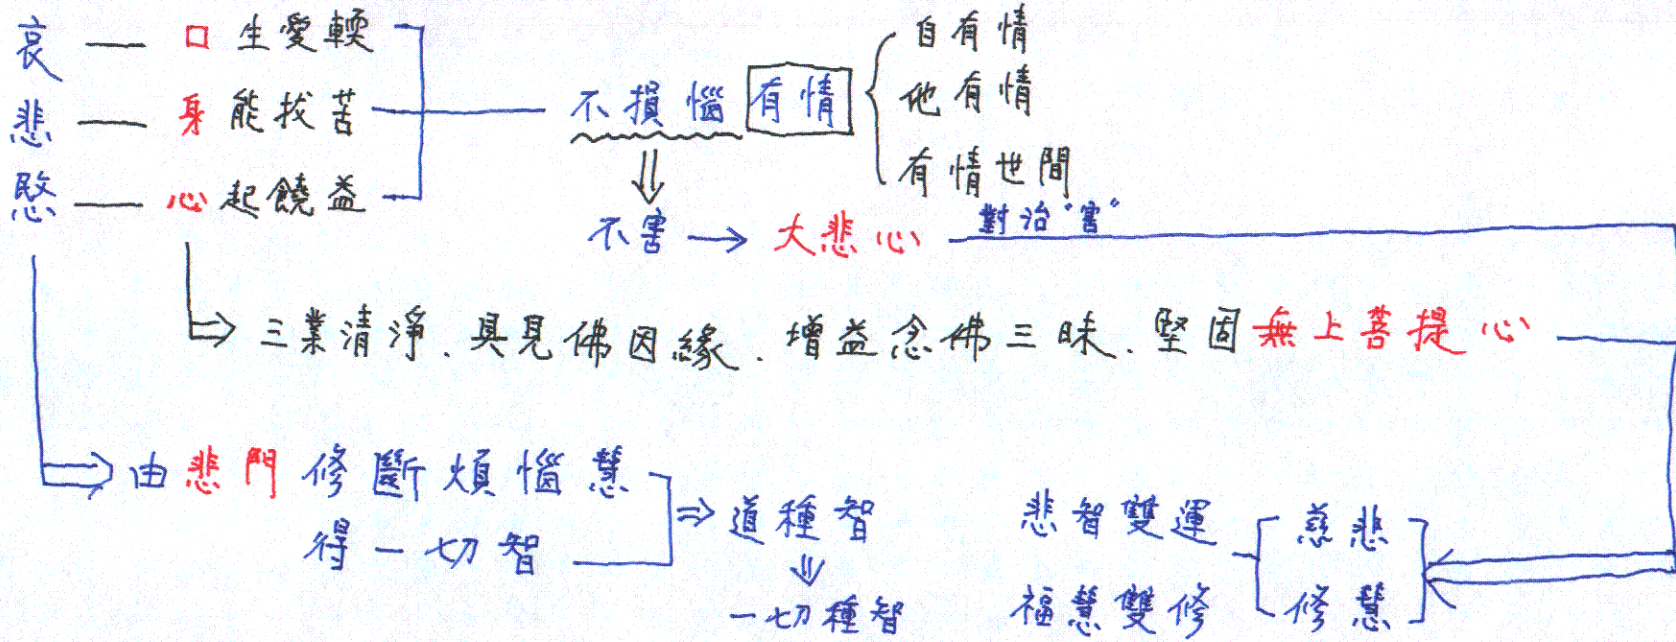 哀 — 口 生愛輭
悲 — 身 能拔苦
愍 — 心 起饒益
不損惱有情
自有情
他有情
有情世間
不害 → 大悲心 對治"害"
三業清淨、具見佛因緣、增益念佛三昧、堅固無上菩提心
由悲門修斷煩惱慧
得一切智
道種智
一切種智
悲智雙運
福慧雙修
慈悲
修慧